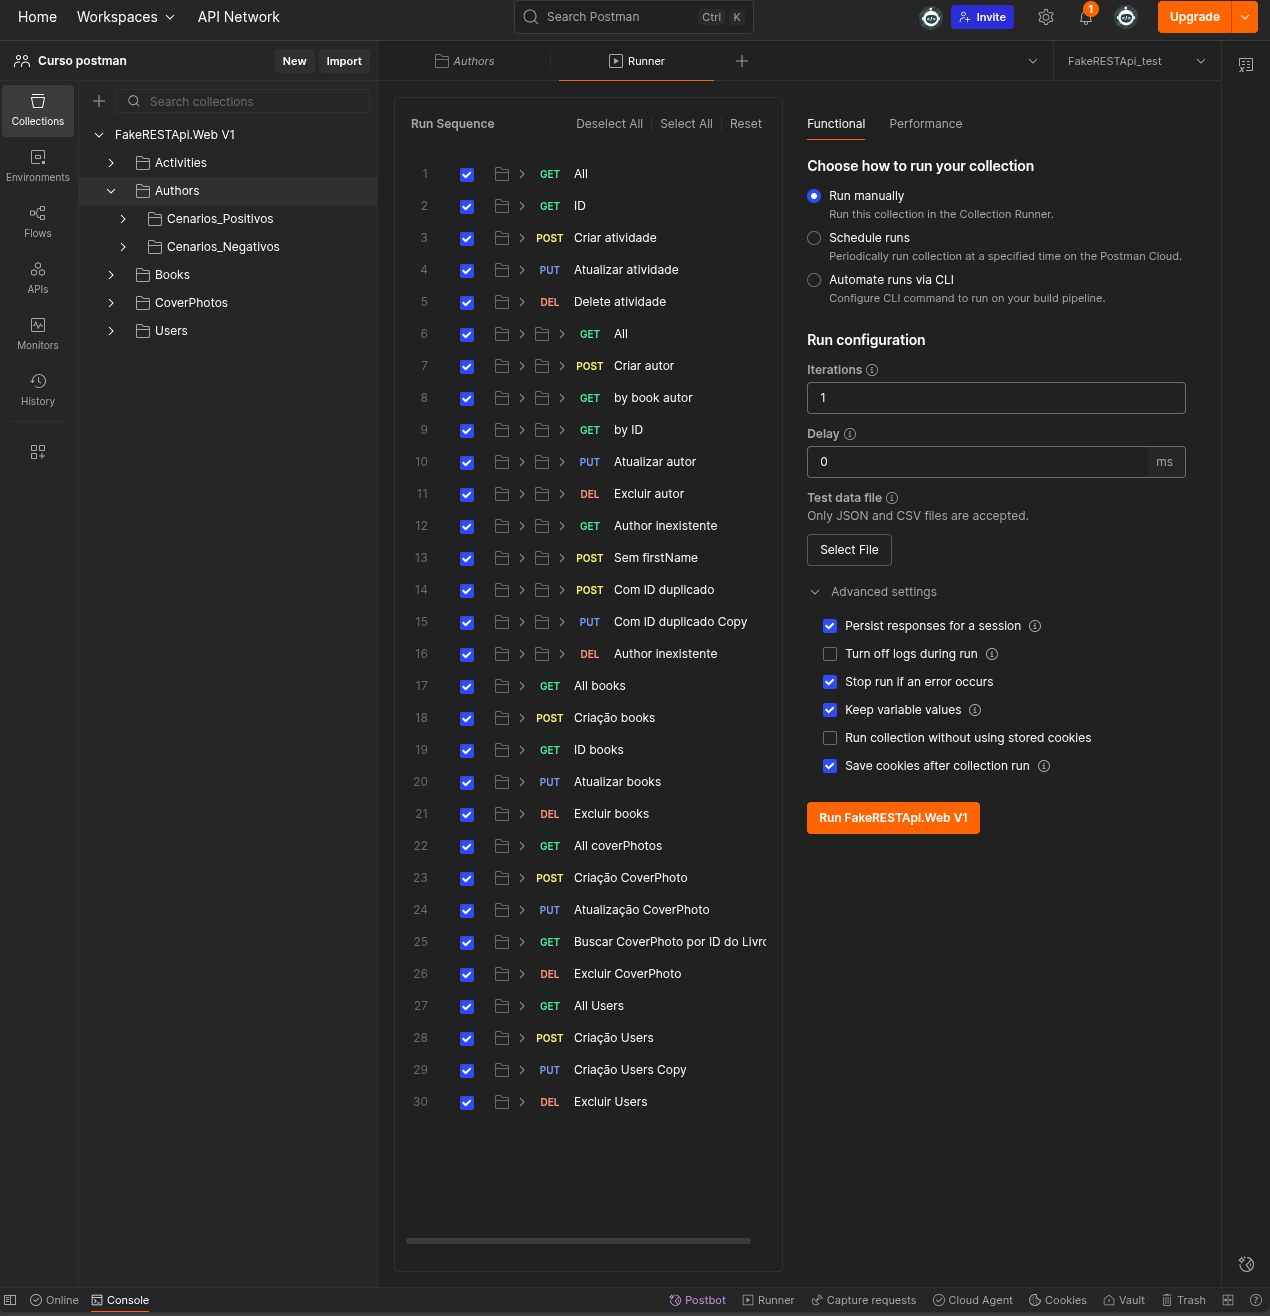 Home Workspaces API Network Search Postman Ctrl K Invite 1 Upgrade
Curso postman New Import Authors Runner FakeRESTApi_test
Collections
Environments
Flows
APIs
Monitors
History
Search collections
FakeRESTApi.Web V1
Activities
Authors
Cenarios_Positivos
Cenarios_Negativos
Books
CoverPhotos
Users
Run Sequence Deselect All Select All Reset
1 GET All
2 GET ID
3 POST Criar atividade
4 PUT Atualizar atividade
5 DEL Delete atividade
6 GET All
7 POST Criar autor
8 GET by book autor
9 GET by ID
10 PUT Atualizar autor
11 DEL Excluir autor
12 GET Author inexistente
13 POST Sem firstName
14 POST Com ID duplicado
15 PUT Com ID duplicado Copy
16 DEL Author inexistente
17 GET All books
18 POST Criação books
19 GET ID books
20 PUT Atualizar books
21 DEL Excluir books
22 GET All coverPhotos
23 POST Criação CoverPhoto
24 PUT Atualização CoverPhoto
25 GET Buscar CoverPhoto por ID do Livro
26 DEL Excluir CoverPhoto
27 GET All Users
28 POST Criação Users
29 PUT Criação Users Copy
30 DEL Excluir Users
Functional Performance
Choose how to run your collection
Run manually
Run this collection in the Collection Runner.
Schedule runs
Periodically run collection at a specified time on the Postman Cloud.
Automate runs via CLI
Configure CLI command to run on your build pipeline.
Run configuration
Iterations
1
Delay
0 ms
Test data file
Only JSON and CSV files are accepted.
Select File
Advanced settings
Persist responses for a session
Turn off logs during run
Stop run if an error occurs
Keep variable values
Run collection without using stored cookies
Save cookies after collection run
Run FakeRESTApi.Web V1
Online Console Postbot Runner Capture requests Cloud Agent Cookies Vault Trash